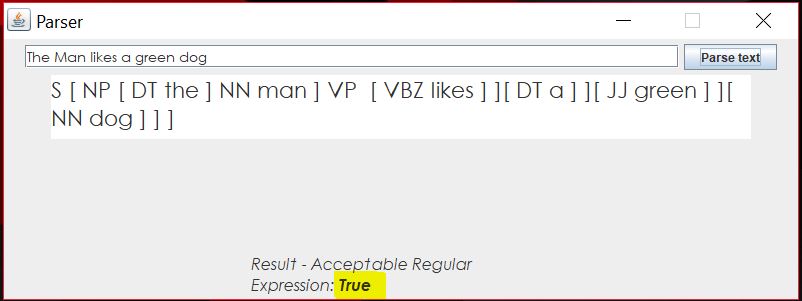 Parser
The Man likes a green dog
Parse text
S [ NP [ DT the ] NN man ] VP [ VBZ likes ] ][ DT a ] ][ JJ green ] ][
NN dog ] ] ]
Result - Acceptable Regular
Expression: True